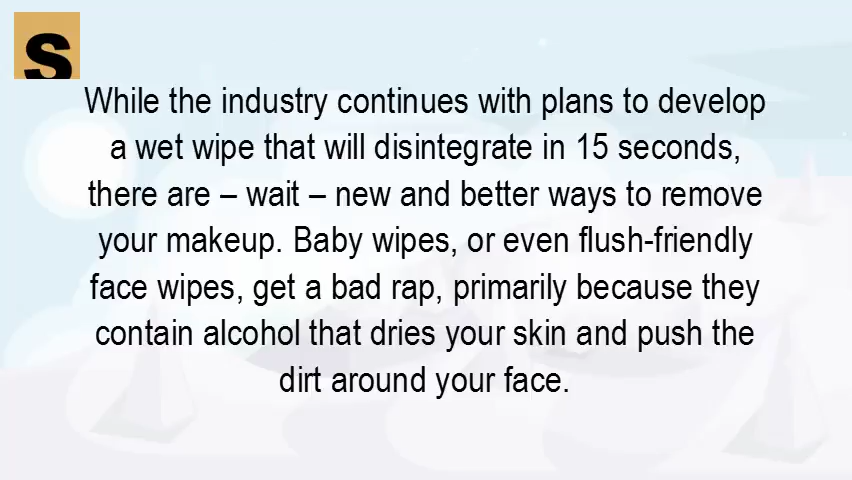 S
While the industry continues with plans to develop
a wet wipe that will disintegrate in 15 seconds,
there are – wait – new and better ways to remove
your makeup. Baby wipes, or even flush-friendly
face wipes, get a bad rap, primarily because they
contain alcohol that dries your skin and push the
dirt around your face.